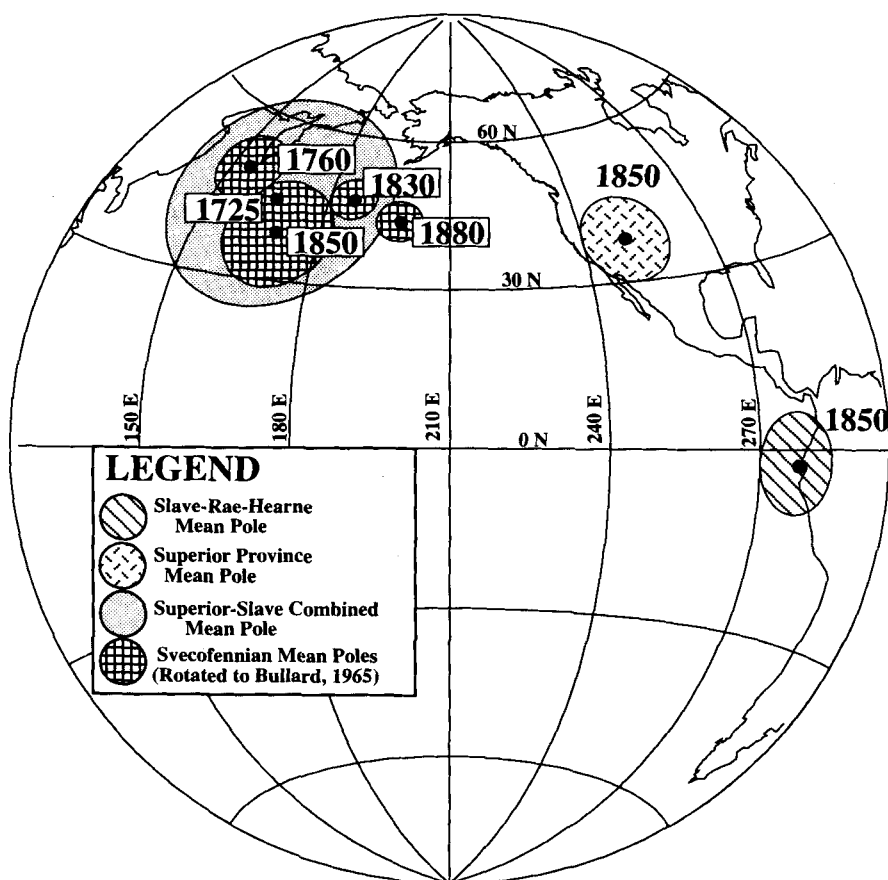 60 N
1760
1830
1850
1725
1850
1880
30 N
150 E
180 E
210 E
240 E
270 E
0 N
1850
LEGEND
Slave-Rae-Hearne
Mean Pole
Superior Province
Mean Pole
Superior-Slave Combined
Mean Pole
Svecofennian Mean Poles
(Rotated to Bullard, 1965)